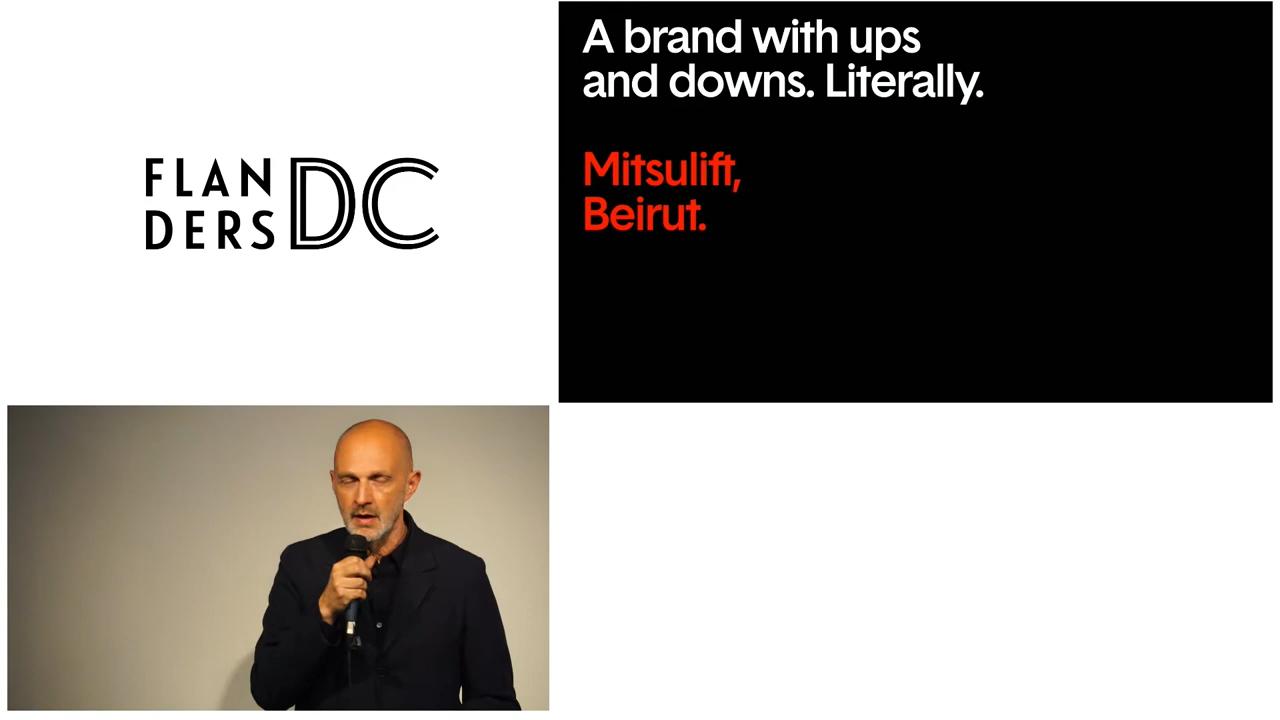 FLAN
DERS DC
A brand with ups
and downs. Literally.
Mitsulift,
Beirut.